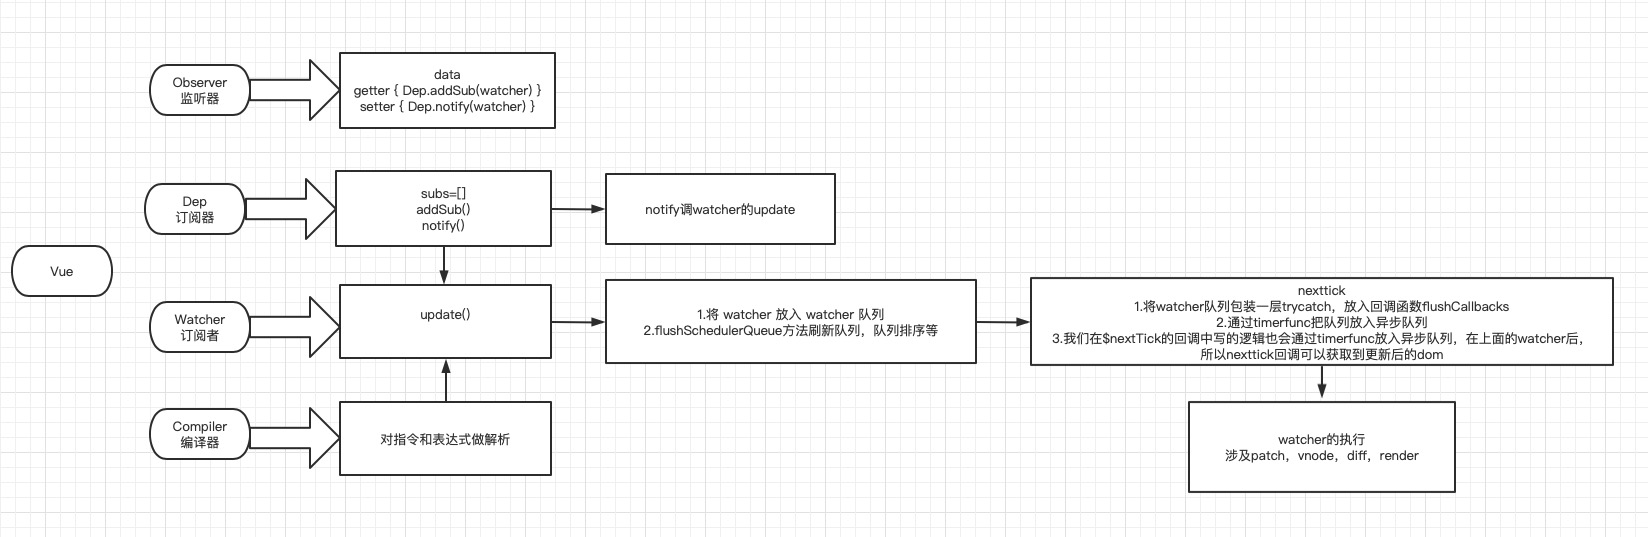 Observer
监听器
data
getter { Dep.addSub(watcher) }
setter { Dep.notify(watcher) }
Dep
订阅器
subs=[]
addSub()
notify()
notify调watcher的update
Vue
Watcher
订阅者
update()
1.将 watcher 放入 watcher 队列
2.flushSchedulerQueue方法刷新队列，队列排序等
nexttick
1.将watcher队列包装一层trycatch，放入回调函数flushCallbacks
2.通过timerfunc把队列放入异步队列
3.我们在$nextTick的回调中写的逻辑也会通过timerfunc放入异步队列，在上面的watcher后，
所以nexttick回调可以获取到更新后的dom
Compiler
编译器
对指令和表达式做解析
watcher的执行
涉及patch，vnode，diff，render